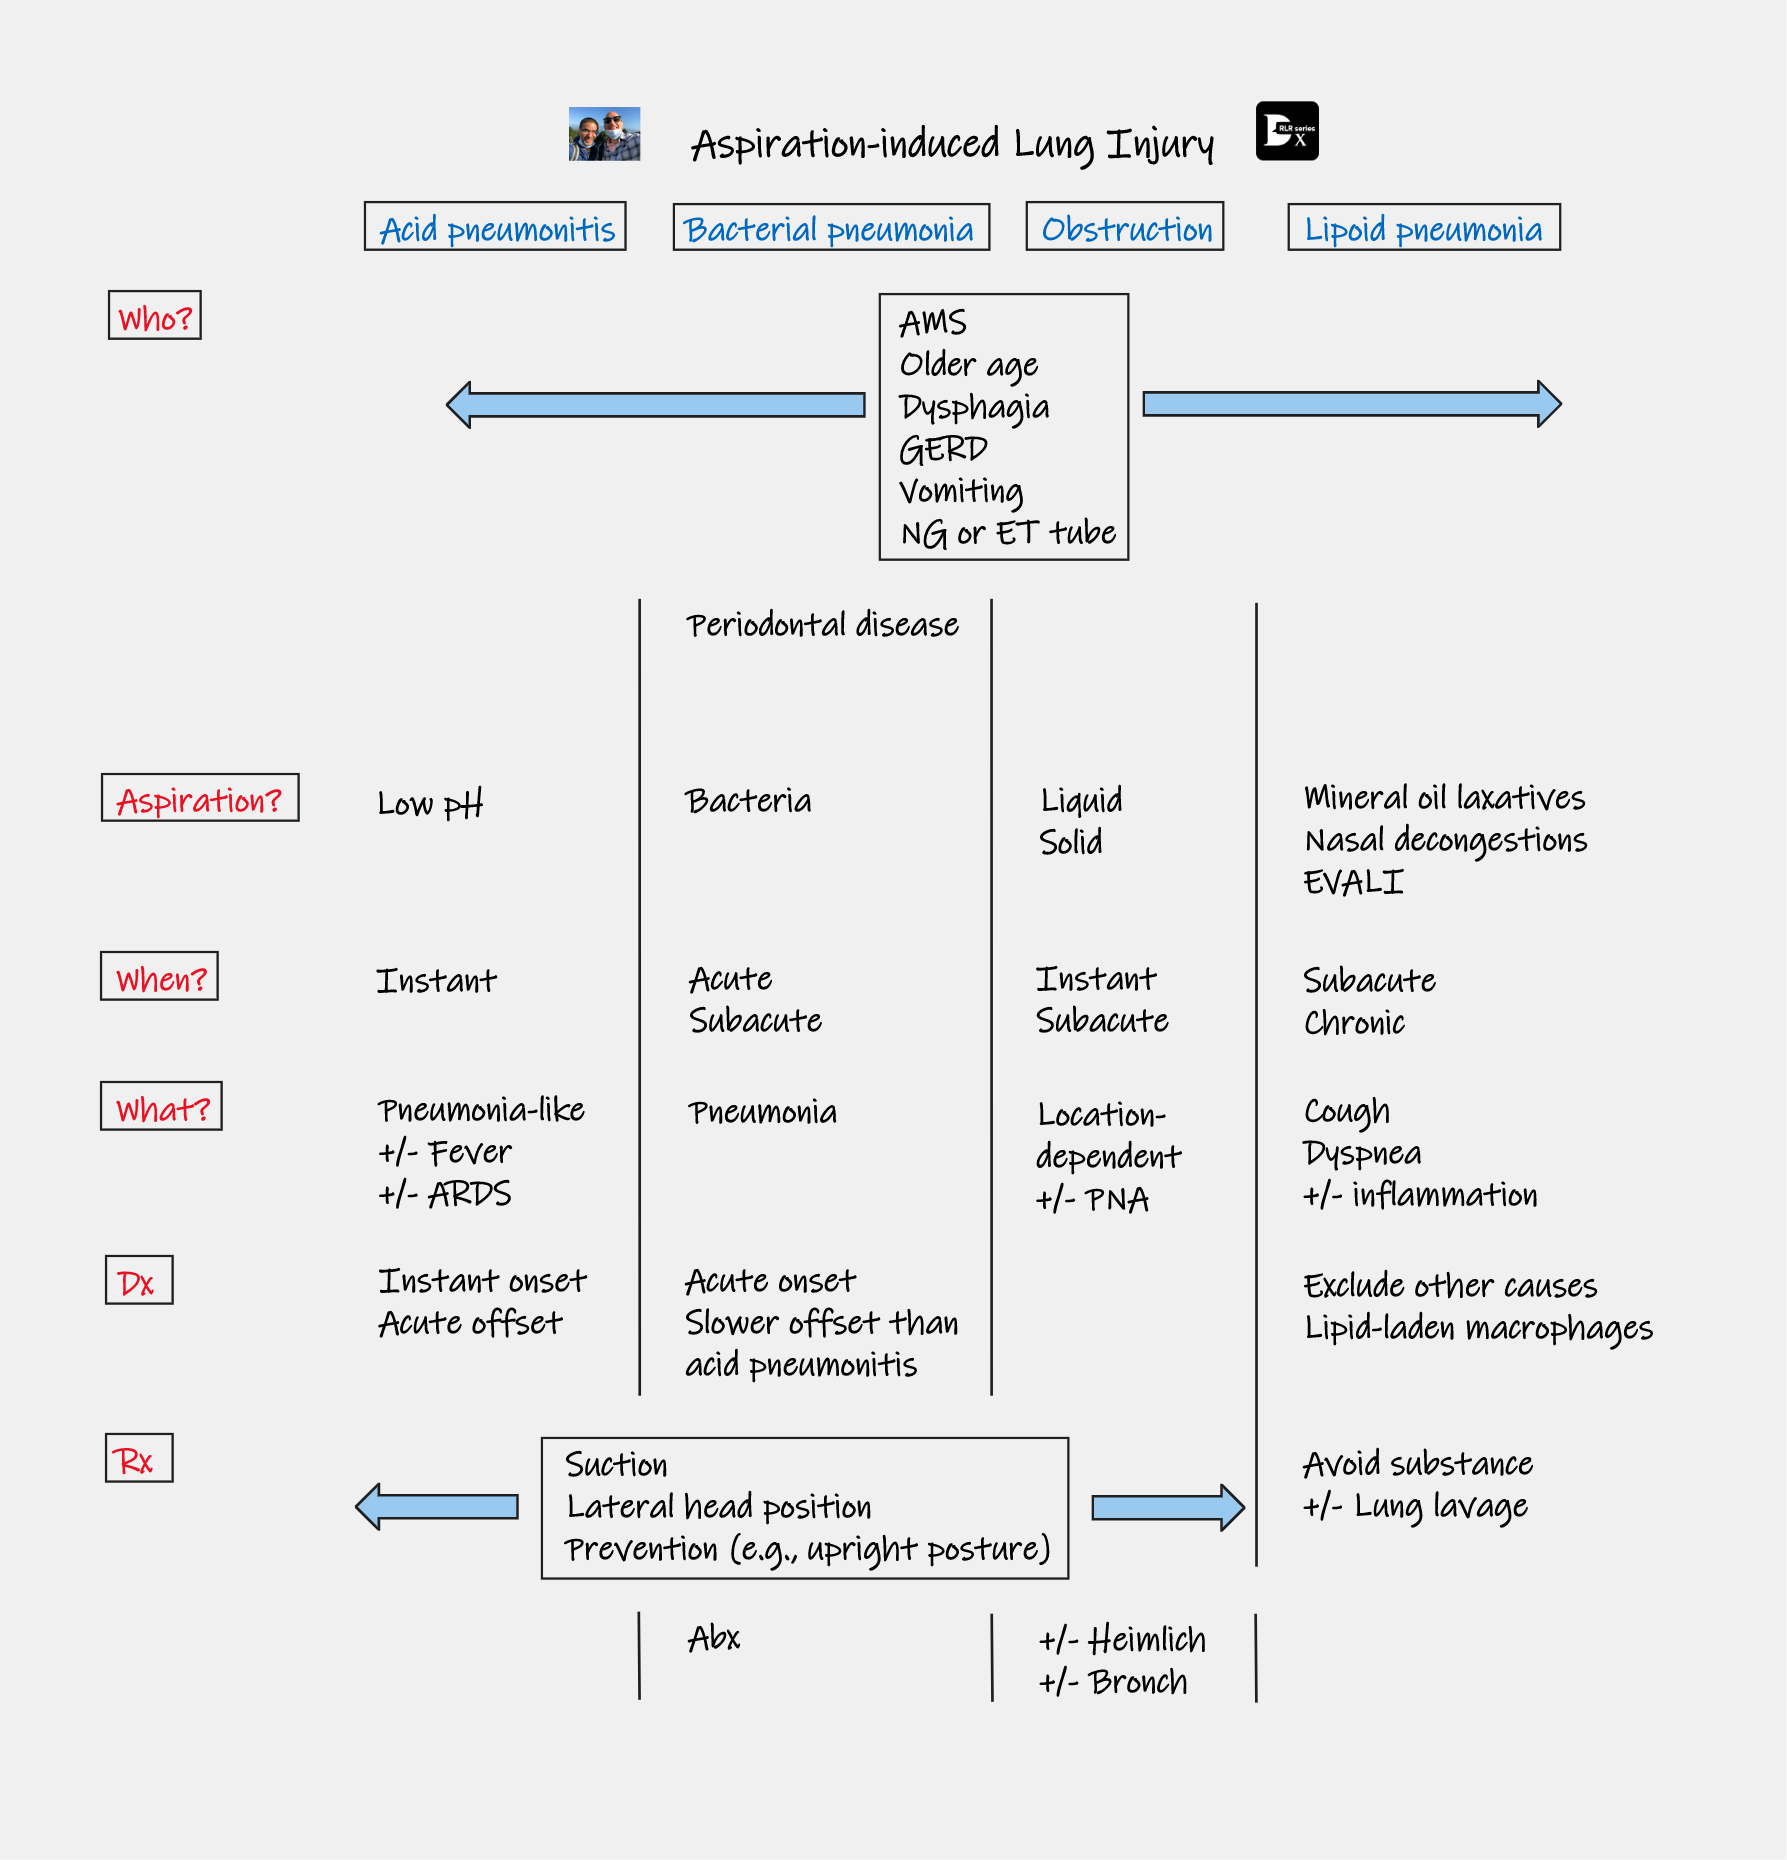 Aspiration-induced Lung Injury
D RLR series
x
Acid pneumonitis
Bacterial pneumonia
Obstruction
Lipoid pneumonia
Who?
AMS
Older age
Dysphagia
GERD
Vomiting
NG or ET tube
Periodontal disease
Aspiration?
Low pH
Bacteria
Liquid
Solid
Mineral oil laxatives
Nasal decongestions
EVALI
When?
Instant
Acute
Subacute
Instant
Subacute
Subacute
Chronic
What?
Pneumonia-like
+/- Fever
+/- ARDS
Pneumonia
Location-
dependent
+/- PNA
Cough
Dyspnea
+/- inflammation
Dx
Instant onset
Acute offset
Acute onset
Slower offset than
acid pneumonitis
Exclude other causes
Lipid-laden macrophages
Rx
Suction
Lateral head position
Prevention (e.g., upright posture)
Avoid substance
+/- Lung lavage
Abx
+/- Heimlich
+/- Bronch